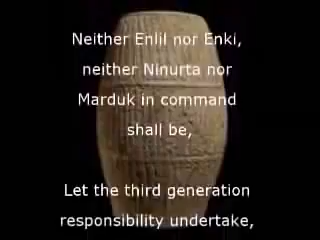 Neither Enlil nor Enki,
neither Ninurta nor
Marduk in command
shall be,
Let the third generation
responsibility undertake,